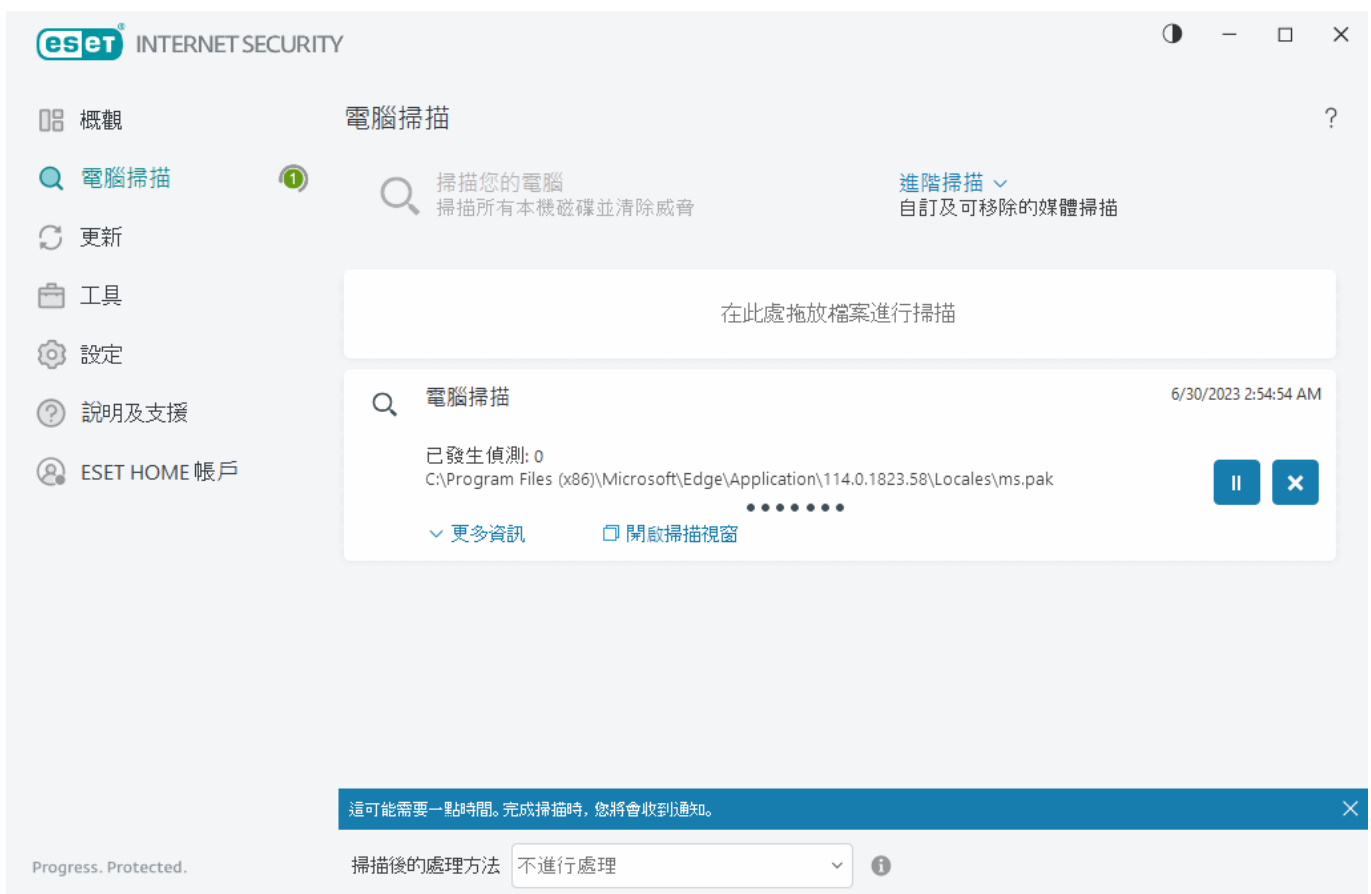 eset® INTERNET SECURITY
概觀
電腦掃描
1
更新
工具
設定
說明及支援
ESET HOME 帳戶
電腦掃描
?
掃描您的電腦
掃描所有本機磁碟並清除威脅
進階掃描
自訂及可移除的媒體掃描
在此處拖放檔案進行掃描
電腦掃描
6/30/2023 2:54:54 AM
已發生偵測: 0
C:\Program Files (x86)\Microsoft\Edge\Application\114.0.1823.58\Locales\ms.pak
更多資訊
開啟掃描視窗
這可能需要一點時間。完成掃描時, 您將會收到通知。
Progress. Protected.
掃描後的處理方法 不進行處理